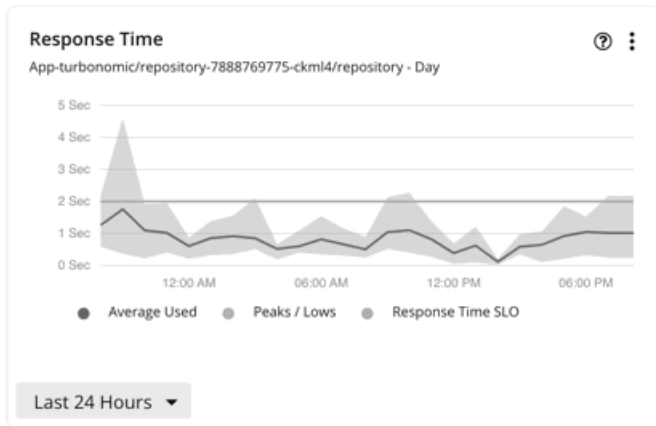 Response Time
App-turbonomic/repository-7888769775-ckml4/repository - Day
5 Sec
4 Sec
3 Sec
2 Sec
1 Sec
0 Sec
12:00 AM 06:00 AM 12:00 PM 06:00 PM
Average Used Peaks / Lows Response Time SLO
Last 24 Hours